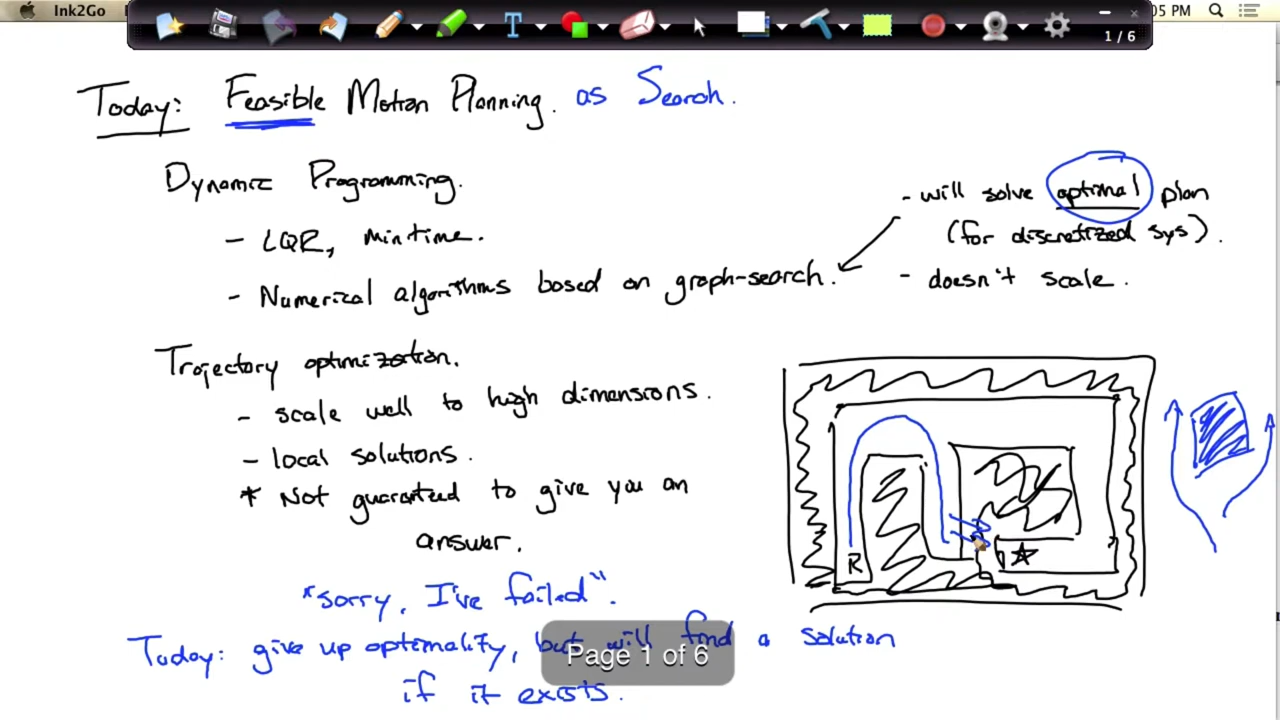 Ink2Go
05 PM
1 / 6
Today: Feasible Motion Planning. as Search.
Dynamic Programming.
- LQR, min time.
- Numerical algorithms based on graph-search.
- will solve optimal plan
(for discretized sys).
- doesn't scale.
Trajectory optimization.
- scale well to high dimensions.
- local solutions.
* Not guaranteed to give you an
answer.
"sorry, I've failed".
R
Today: give up optimality, but will find a solution
if it exists.
Page 1 of 6